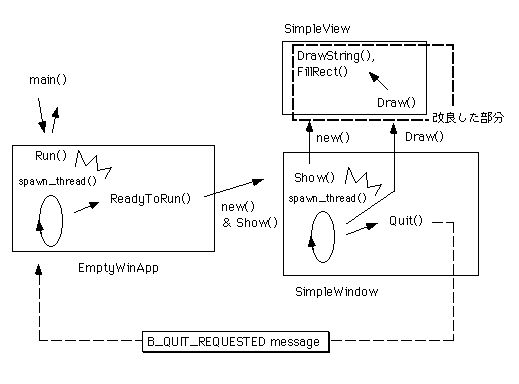 SimpleView
DrawString(),
FillRect()
main()
Draw()
改良した部分
new()
Draw()
Run()
spawn_thread()
ReadyToRun()
new()
& Show()
Show()
spawn_thread()
Quit()
EmptyWinApp
SimpleWindow
B_QUIT_REQUESTED message